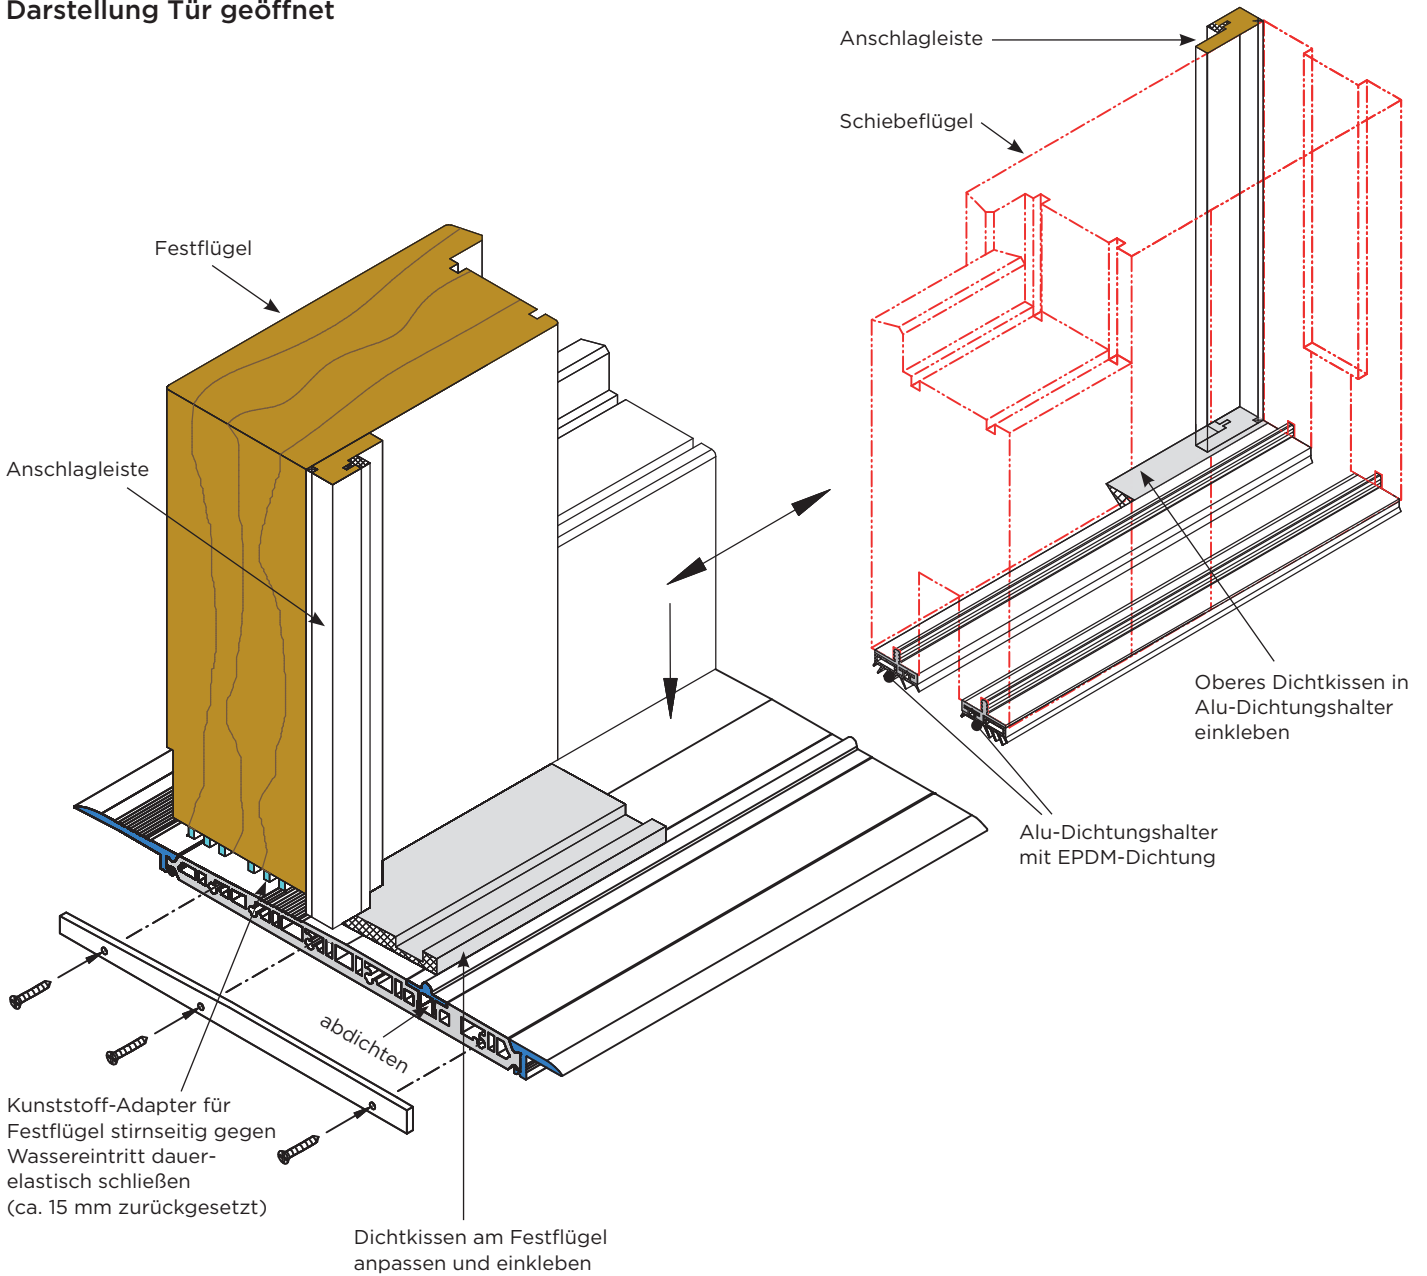 Darstellung Tür geöffnet
Anschlagleiste
Schiebeflügel
Festflügel
Anschlagleiste
Oberes Dichtkissen in
Alu-Dichtungshalter
einkleben
Alu-Dichtungshalter
mit EPDM-Dichtung
abdichten
Kunststoff-Adapter für
Festflügel stirnseitig gegen
Wassereintritt dauer-
elastisch schließen
(ca. 15 mm zurückgesetzt)
Dichtkissen am Festflügel
anpassen und einkleben